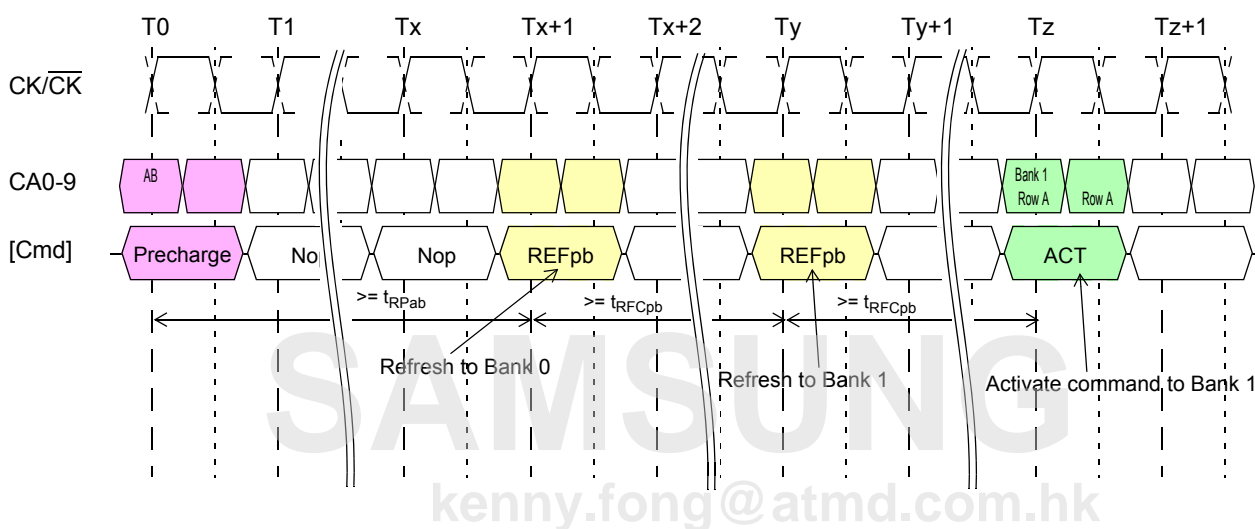 T0 T1 Tx Tx+1 Tx+2 Ty Ty+1 Tz Tz+1
CK/CK
CA0-9 AB Bank 1 Row A Row A
[Cmd] Precharge Nop Nop REFpb REFpb ACT
>= tRPab >= tRFCpb >= tRFCpb
Refresh to Bank 0 Refresh to Bank 1 Activate command to Bank 1
SAMSUNG
kenny.fong@atmd.com.hk